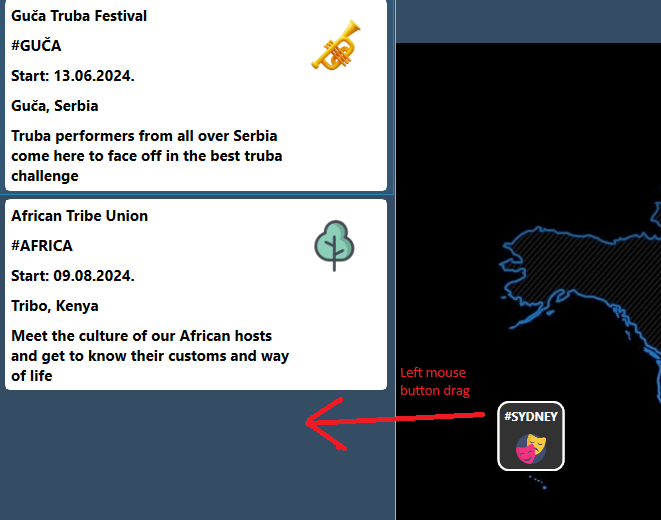 Guča Truba Festival
#GUČA
Start: 13.06.2024.
Guča, Serbia
Truba performers from all over Serbia
come here to face off in the best truba
challenge
African Tribe Union
#AFRICA
Start: 09.08.2024.
Tribo, Kenya
Meet the culture of our African hosts
and get to know their customs and way
of life
Left mouse
button drag
#SYDNEY